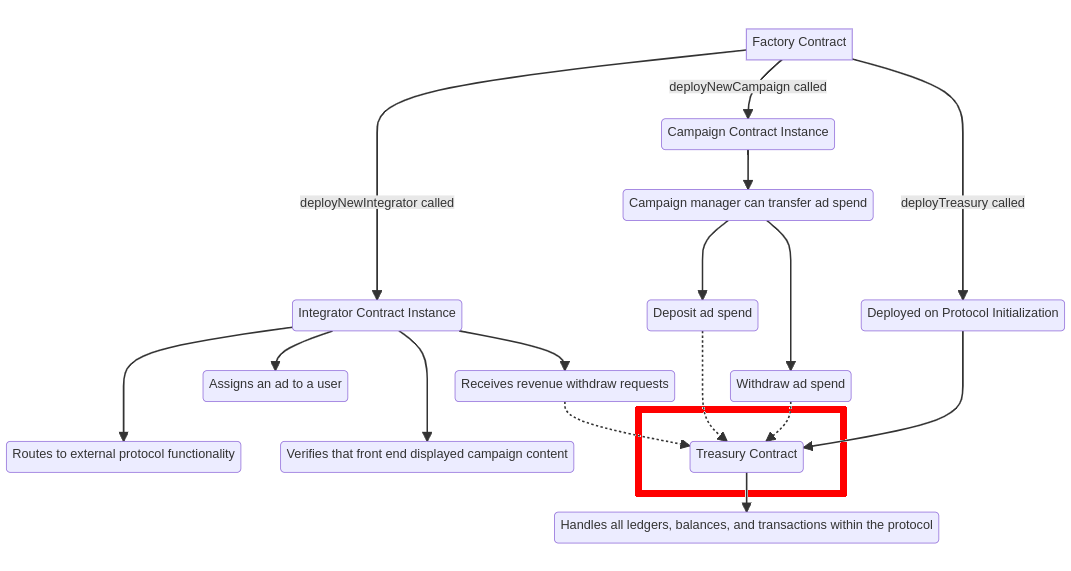 Factory Contract
deployNewCampaign called
Campaign Contract Instance
deployNewIntegrator called
Campaign manager can transfer ad spend
deployTreasury called
Integrator Contract Instance
Deposit ad spend
Deployed on Protocol Initialization
Assigns an ad to a user
Receives revenue withdraw requests
Withdraw ad spend
Routes to external protocol functionality
Verifies that front end displayed campaign content
Treasury Contract
Handles all ledgers, balances, and transactions within the protocol